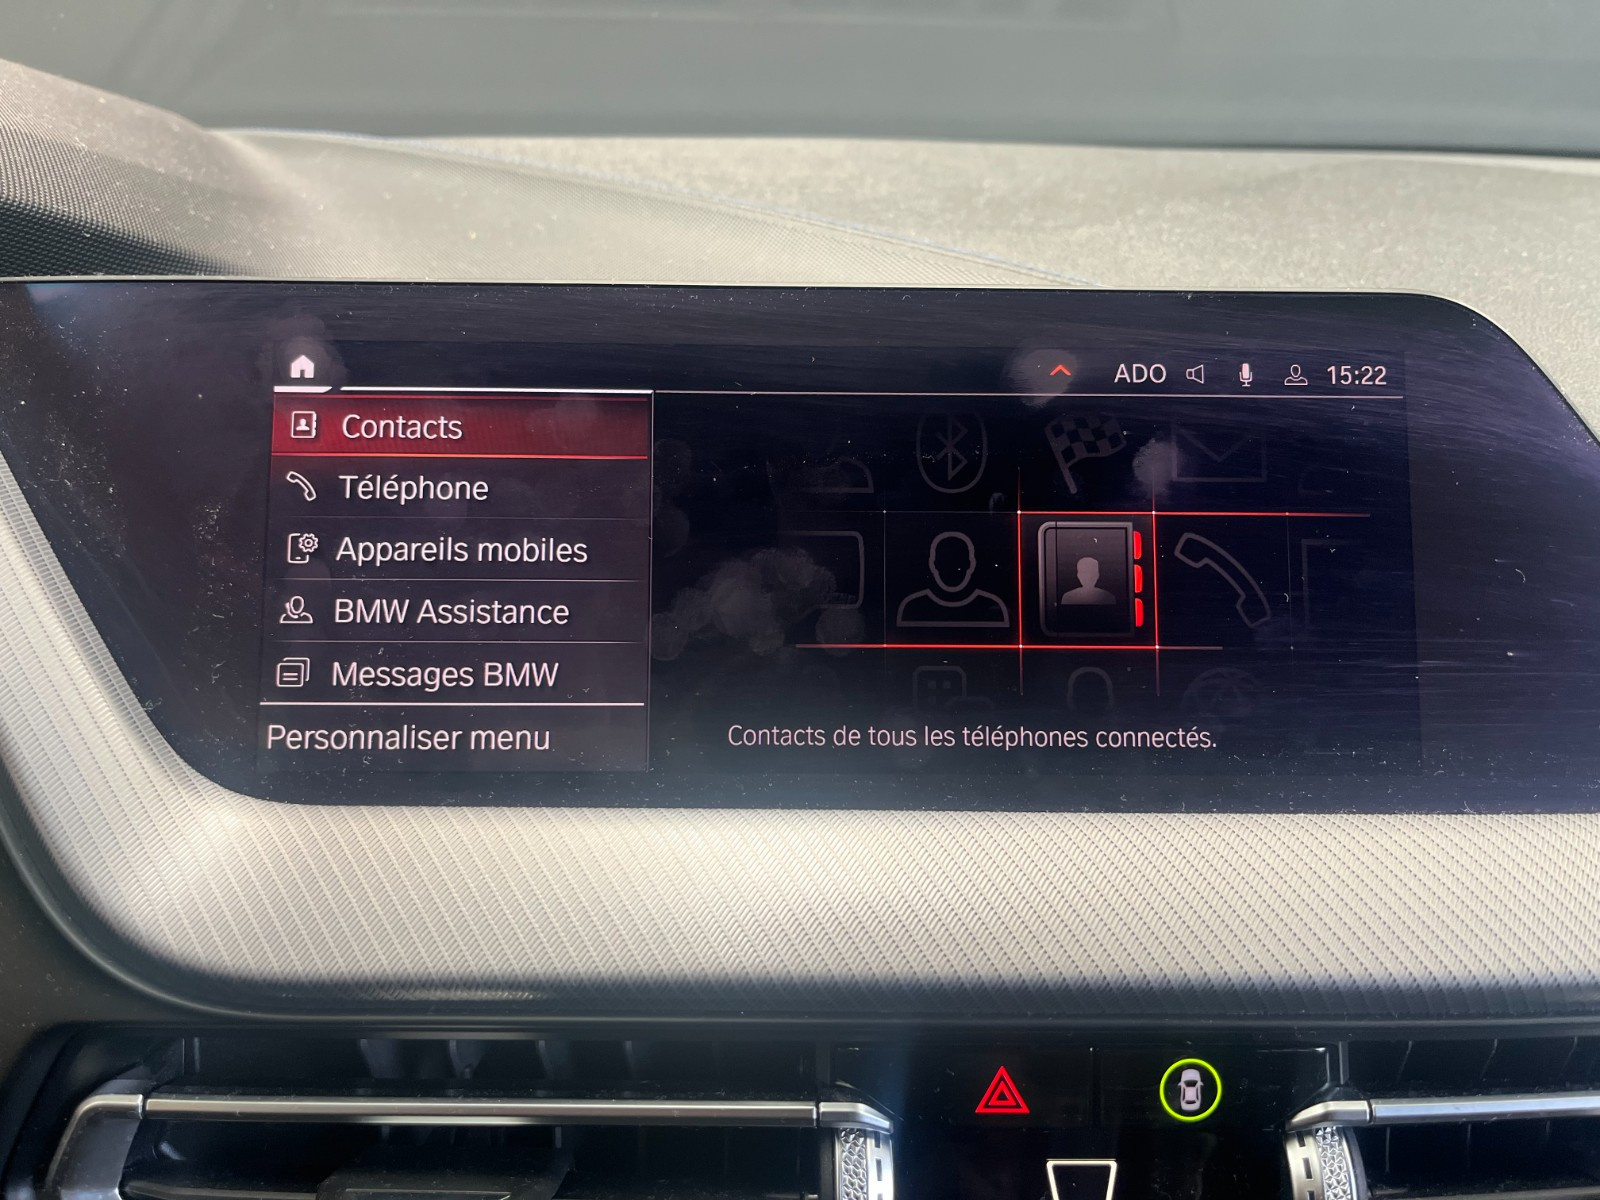 ADO 15:22
Contacts
Téléphone
Appareils mobiles
BMW Assistance
Messages BMW
Personnaliser menu
Contacts de tous les téléphones connectés.